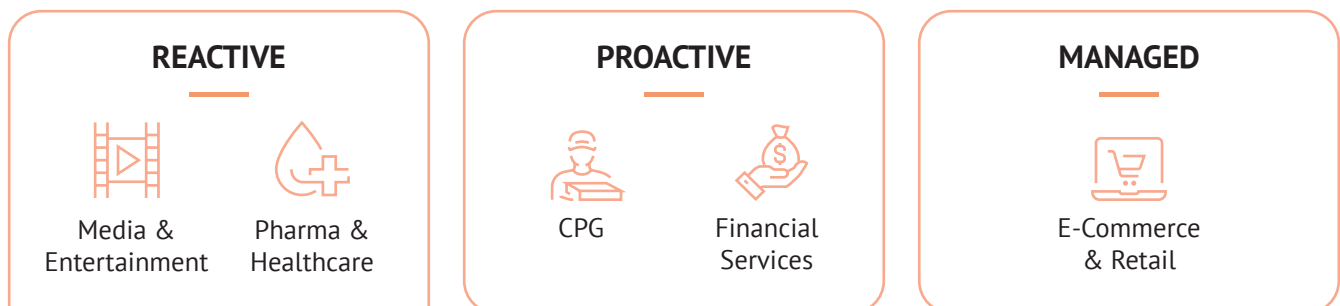 REACTIVE
Media &
Entertainment
Pharma &
Healthcare
PROACTIVE
CPG
$
Financial
Services
MANAGED
E-Commerce
& Retail